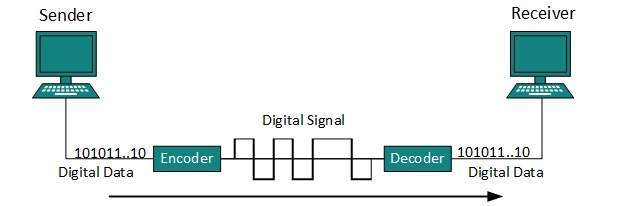 Sender
Receiver
Digital Signal
101011..10
Encoder
Decoder
101011..10
Digital Data
Digital Data